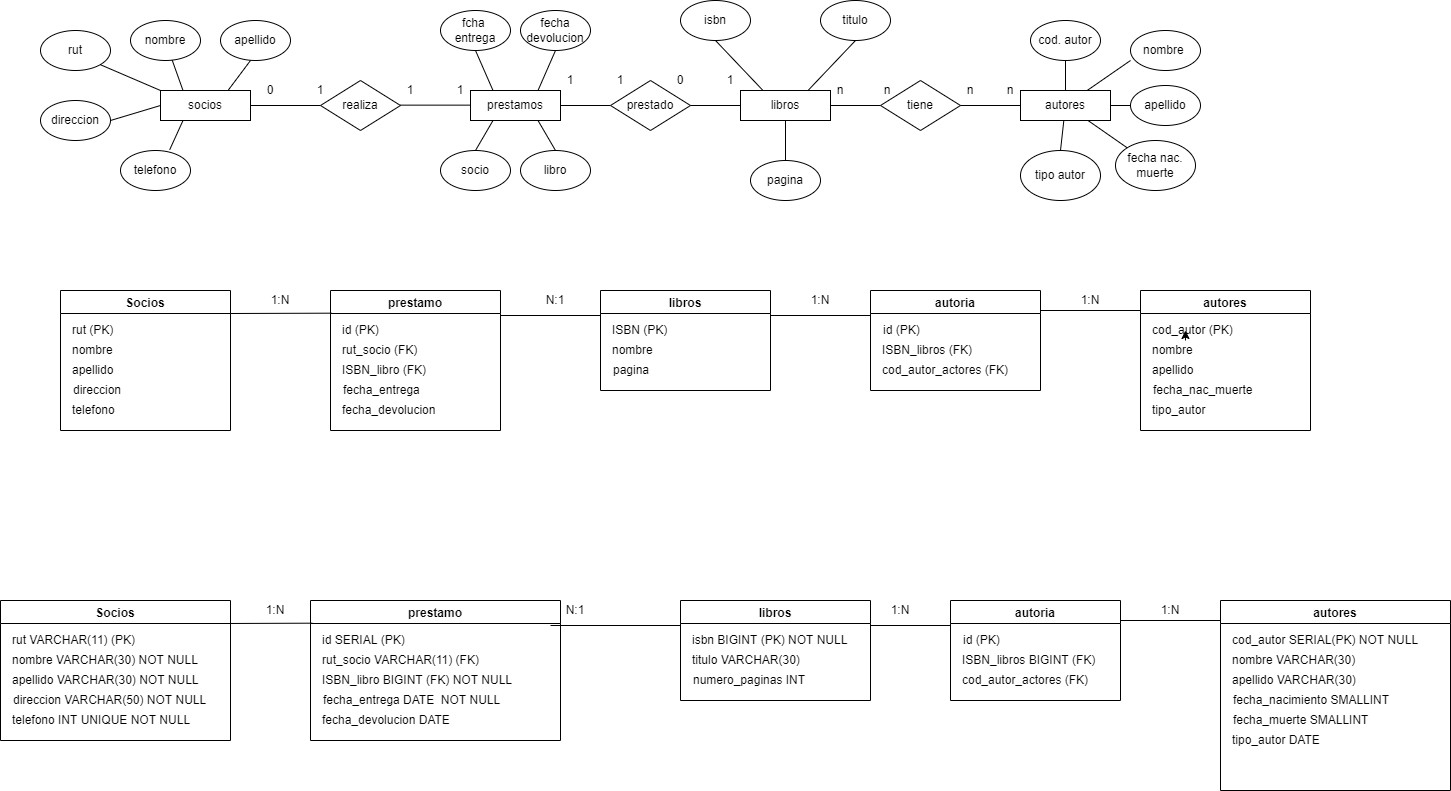 isbn
titulo
fcha
entrega
fecha
devolucion
rut
nombre
apellido
cod. autor
nombre
0
1
1
1
1
1
0
1
n
n
n
n
socios
realiza
prestamos
prestado
libros
tiene
autores
apellido
direccion
telefono
socio
libro
pagina
tipo autor
fecha nac.
muerte
Socios
1:N
prestamo
N:1
libros
1:N
autoria
1:N
autores
rut (PK)
nombre
apellido
direccion
telefono
id (PK)
rut_socio (FK)
ISBN_libro (FK)
fecha_entrega
fecha_devolucion
ISBN (PK)
nombre
pagina
id (PK)
ISBN_libros (FK)
cod_autor_actores (FK)
cod_autor (PK)
nombre
apellido
fecha_nac_muerte
tipo_autor
Socios
1:N
prestamo
N:1
libros
1:N
autoria
1:N
autores
rut VARCHAR(11) (PK)
nombre VARCHAR(30) NOT NULL
apellido VARCHAR(30) NOT NULL
direccion VARCHAR(50) NOT NULL
telefono INT UNIQUE NOT NULL
id SERIAL (PK)
rut_socio VARCHAR(11) (FK)
ISBN_libro BIGINT (FK) NOT NULL
fecha_entrega DATE  NOT NULL
fecha_devolucion DATE
isbn BIGINT (PK) NOT NULL
titulo VARCHAR(30)
numero_paginas INT
id (PK)
ISBN_libros BIGINT (FK)
cod_autor_actores (FK)
cod_autor SERIAL(PK) NOT NULL
nombre VARCHAR(30)
apellido VARCHAR(30)
fecha_nacimiento SMALLINT
fecha_muerte SMALLINT
tipo_autor DATE